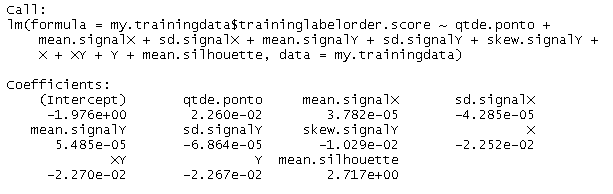 Call:
lm(formula = my.trainingdata$traininglabelorder.score ~ qtde.ponto +
mean.signalX + sd.signalX + mean.signalY + sd.signalY + skew.signalY +
X + XY + Y + mean.silhouette, data = my.trainingdata)
Coefficients:
(Intercept) qtde.ponto mean.signalX sd.signalX
-1.976e+00 2.260e-02 3.782e-05 -4.285e-05
mean.signalY sd.signalY skew.signalY X
5.485e-05 -6.864e-05 -1.029e-02 -2.252e-02
XY Y mean.silhouette
-2.270e-02 -2.267e-02 2.717e+00